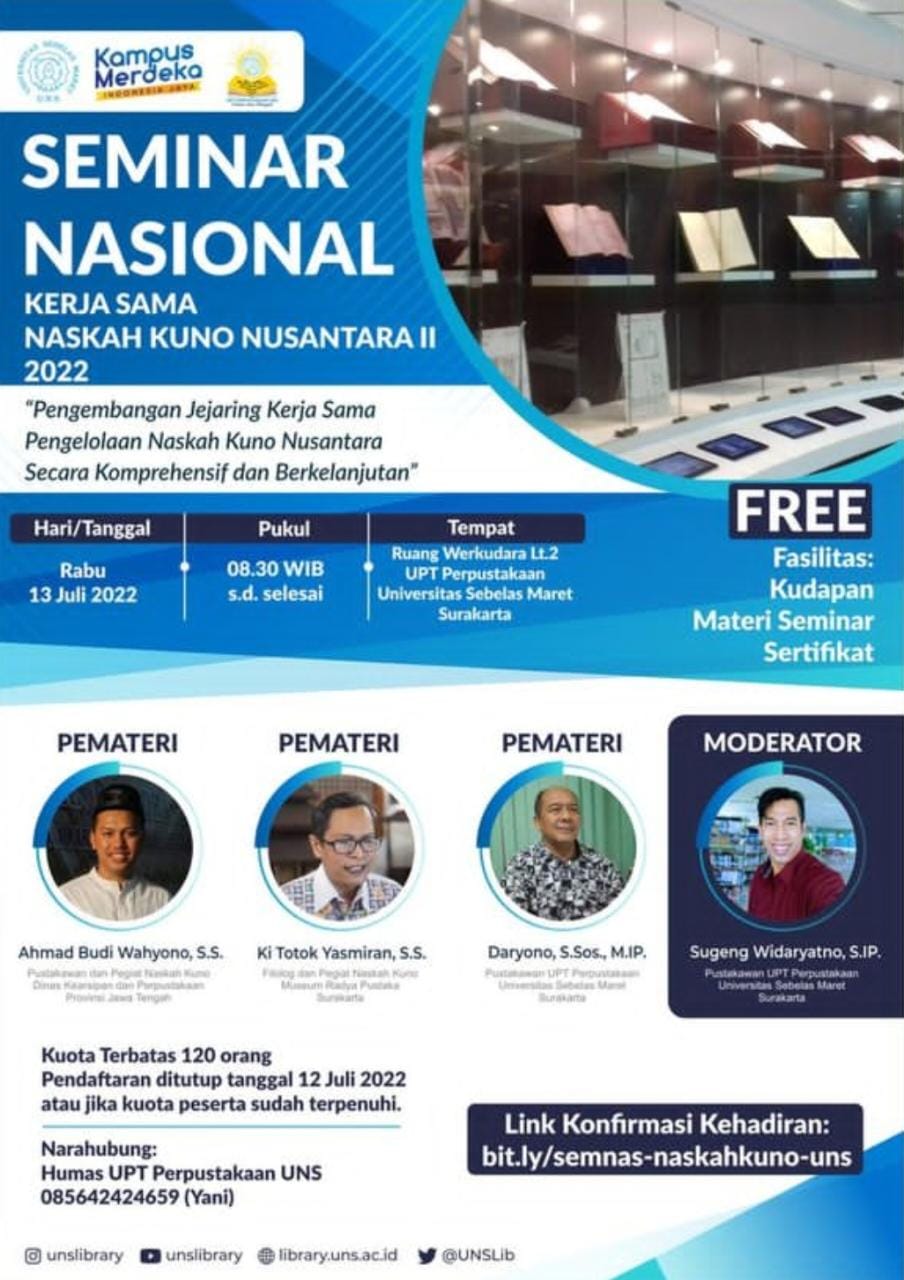 UNIVERSITAS SEBELAS MARET
UNS
Kampus
Merdeka
INDONESIA JAYA
SEMINAR
NASIONAL
KERJA SAMA
NASKAH KUNO NUSANTARA II
2022
“Pengembangan Jejaring Kerja Sama
Pengelolaan Naskah Kuno Nusantara
Secara Komprehensif dan Berkelanjutan”
Hari/Tanggal
Rabu
13 Juli 2022
Pukul
08.30 WIB
s.d. selesai
Tempat
Ruang Werkudara Lt.2
UPT Perpustakaan
Universitas Sebelas Maret
Surakarta
FREE
Fasilitas:
Kudapan
Materi Seminar
Sertifikat
PEMATERI
Ahmad Budi Wahyono, S.S.
Pustakawan dan Pegiat Naskah Kuno
Dinas Kearsipan dan Perpustakaan
Provinsi Jawa Tengah
PEMATERI
Ki Totok Yasmiran, S.S.
Filolog dan Pegiat Naskah Kuno
Museum Radya Pustaka
Surakarta
PEMATERI
Daryono, S.Sos., M.IP.
Pustakawan UPT Perpustakaan
Universitas Sebelas Maret
Surakarta
MODERATOR
Sugeng Widaryatno, S.IP.
Pustakawan UPT Perpustakaan
Universitas Sebelas Maret
Surakarta
Kuota Terbatas 120 orang
Pendaftaran ditutup tanggal 12 Juli 2022
atau jika kuota peserta sudah terpenuhi.
Narahubung:
Humas UPT Perpustakaan UNS
085642424659 (Yani)
Link Konfirmasi Kehadiran:
bit.ly/semnas-naskahkuno-uns
unslibrary
unslibrary
library.uns.ac.id
@UNSLib